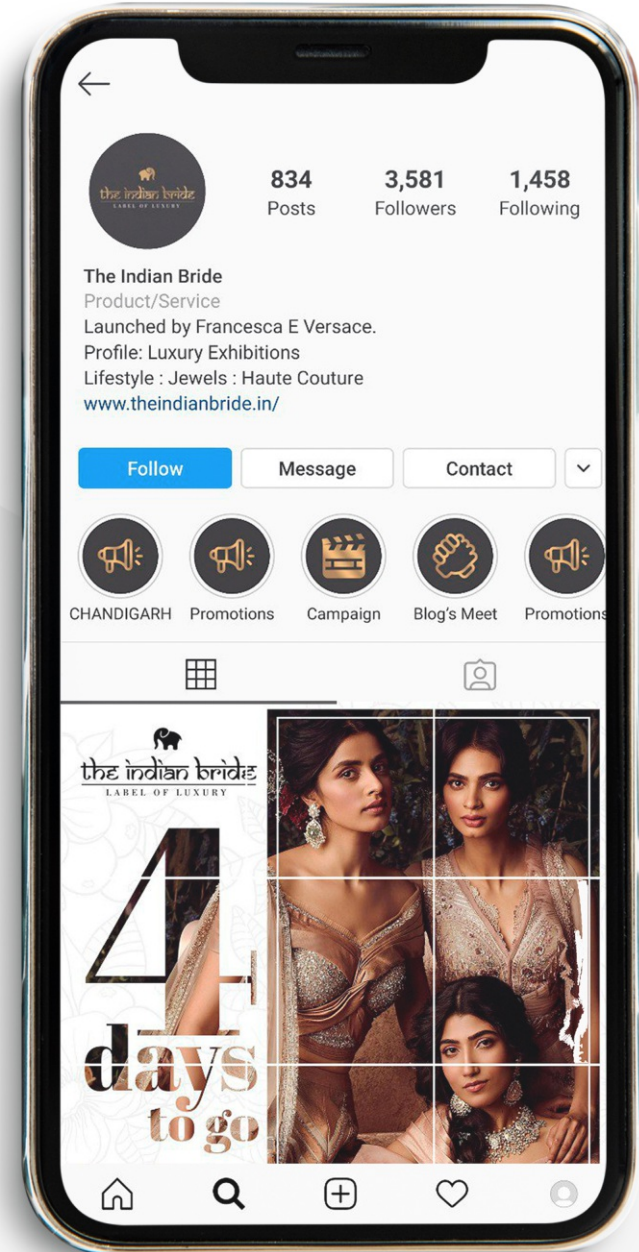 the indian bride
LABEL OF LUXURY
834 3,581 1,458
Posts Followers Following
The Indian Bride
Product/Service
Launched by Francesca E Versace.
Profile: Luxury Exhibitions
Lifestyle : Jewels : Haute Couture
www.theindianbride.in/
Follow Message Contact
CHANDIGARH Promotions Campaign Blog's Meet Promotions
the indian bride
LABEL OF LUXURY
4
days
to go